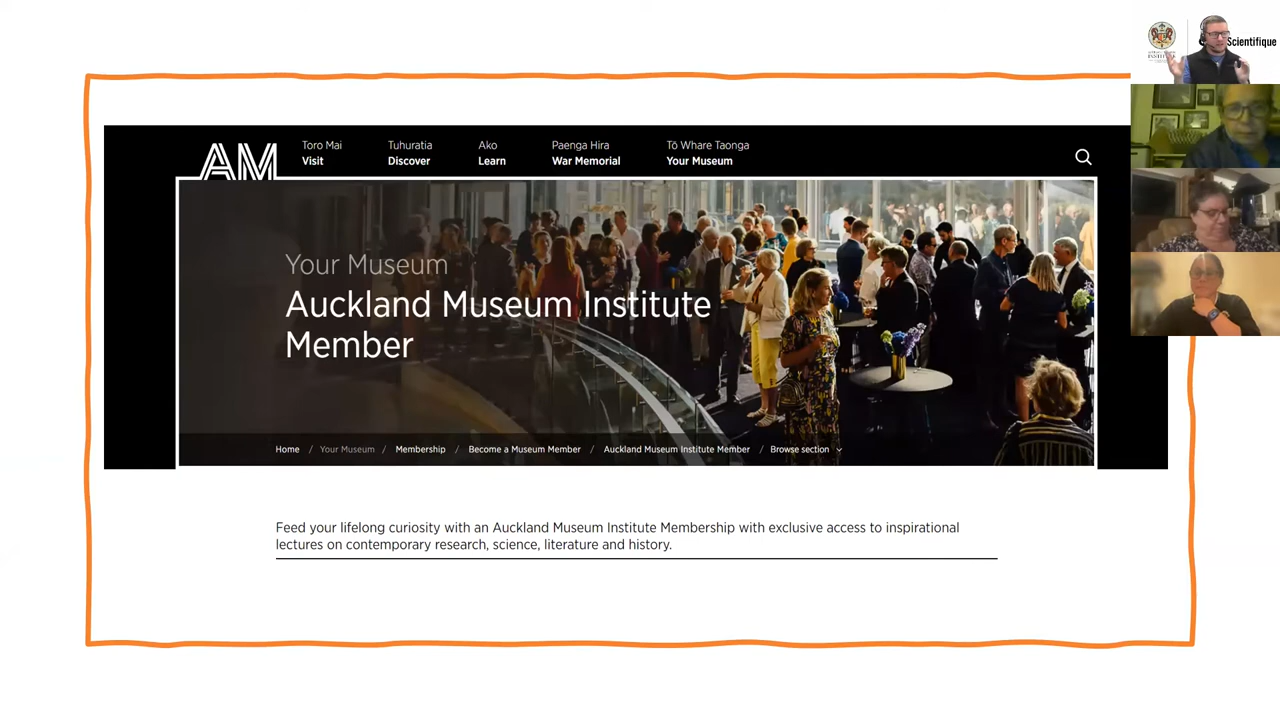 Scientifique
INSTITUTE
AM
Toro Mai
Visit
Tuhuratia
Discover
Ako
Learn
Paenga Hira
War Memorial
Tō Whare Taonga
Your Museum
Your Museum
Auckland Museum Institute
Member
Home / Your Museum / Membership / Become a Museum Member / Auckland Museum Institute Member / Browse section
Feed your lifelong curiosity with an Auckland Museum Institute Membership with exclusive access to inspirational
lectures on contemporary research, science, literature and history.